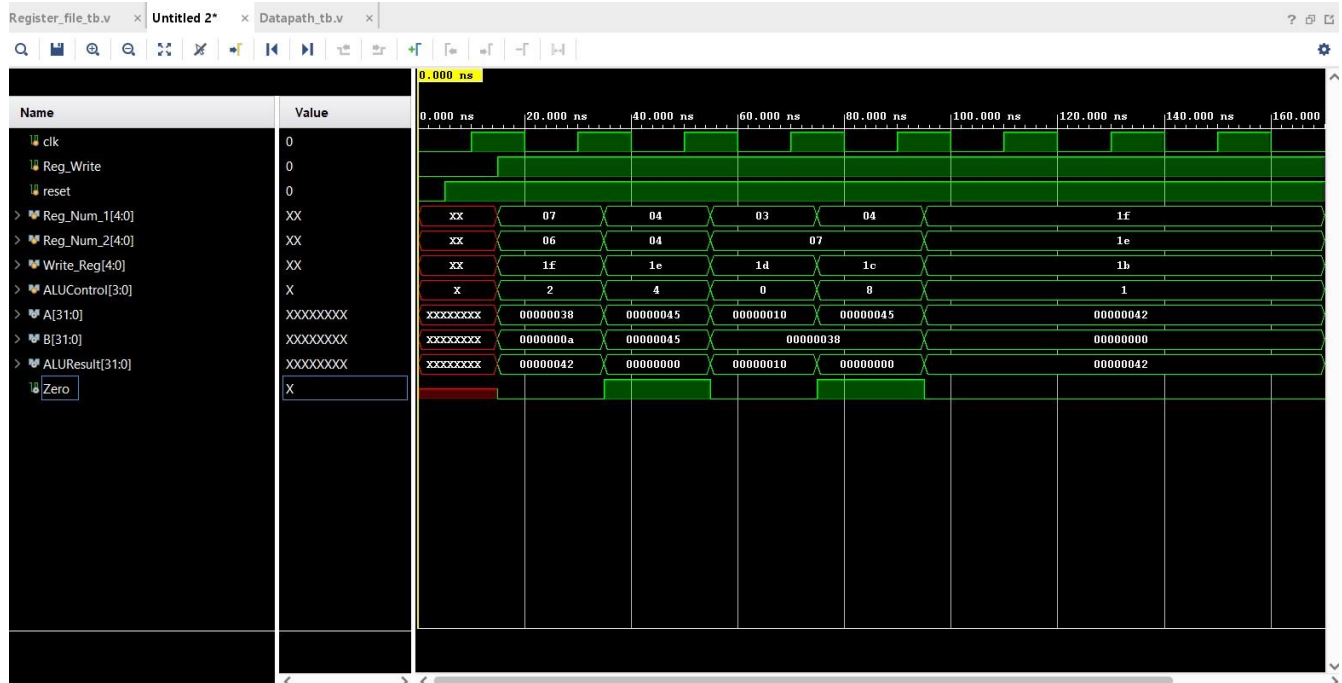 Register_file_tb.v × Untitled 2* × Datapath_tb.v × ?
0.000 ns
Name Value 0.000 ns 20.000 ns 40.000 ns 60.000 ns 80.000 ns 100.000 ns 120.000 ns 140.000 ns 160.000
clk 0
Reg_Write 0
reset 0
> Reg_Num_1[4:0] XX XX 07 04 03 04 1f
> Reg_Num_2[4:0] XX XX 06 04 07 1e
> Write_Reg[4:0] XX XX 1f 1e 1d 1c 1b
> ALUControl[3:0] X X 2 4 0 8 1
> A[31:0] XXXXXXXX XXXXXXXX 00000038 00000045 00000010 00000045 00000042
> B[31:0] XXXXXXXX XXXXXXXX 0000000a 00000045 00000038 00000000
> ALUResult[31:0] XXXXXXXX XXXXXXXX 00000042 00000000 00000010 00000000 00000042
Zero X